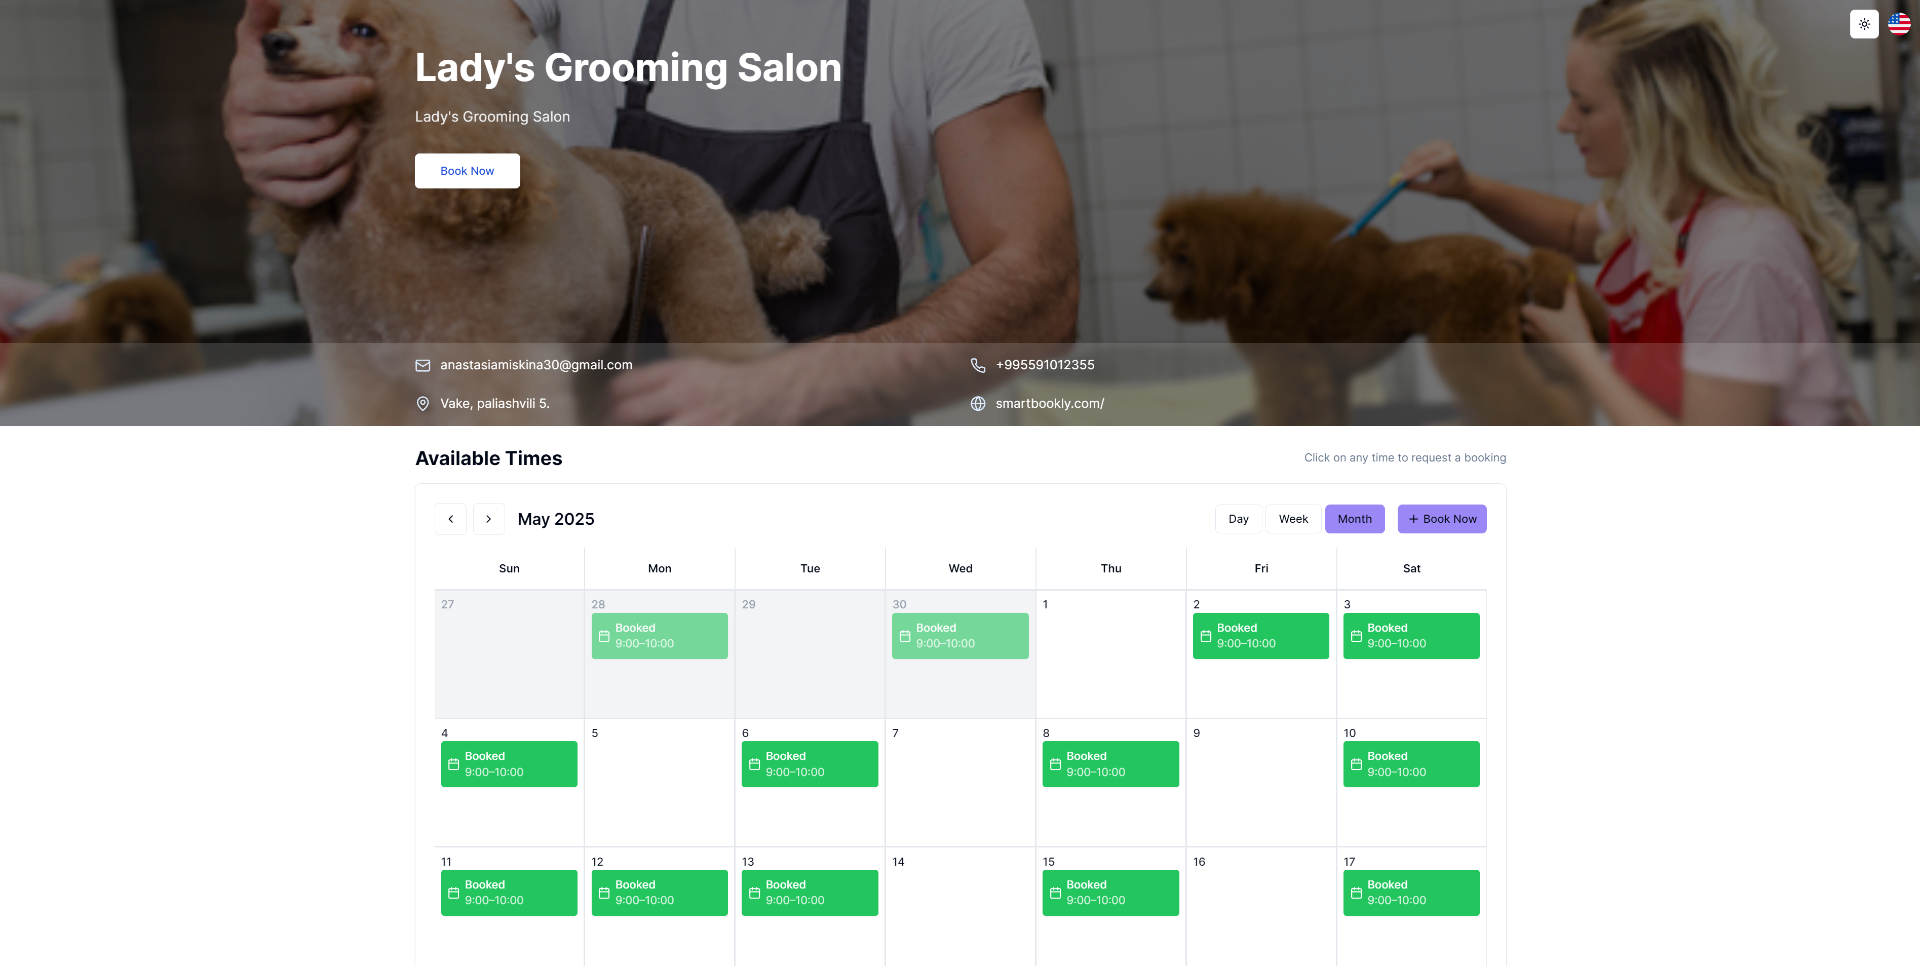 Lady's Grooming Salon
Lady's Grooming Salon
Book Now
anastasiamiskina30@gmail.com
+995591012355
Vake, paliashvili 5.
smartbookly.com/
Available Times
Click on any time to request a booking
May 2025
Day
Week
Month
+ Book Now
Sun
Mon
Tue
Wed
Thu
Fri
Sat
27
28
Booked
9:00–10:00
29
30
Booked
9:00–10:00
1
2
Booked
9:00–10:00
3
Booked
9:00–10:00
4
Booked
9:00–10:00
5
6
Booked
9:00–10:00
7
8
Booked
9:00–10:00
9
10
Booked
9:00–10:00
11
Booked
9:00–10:00
12
Booked
9:00–10:00
13
Booked
9:00–10:00
14
15
Booked
9:00–10:00
16
17
Booked
9:00–10:00